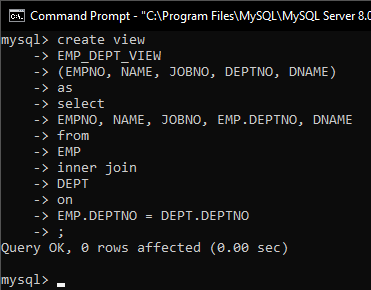 Command Prompt - "C:\Program Files\MySQL\MySQL Server 8.0
mysql> create view
-> EMP_DEPT_VIEW
-> (EMPNO, NAME, JOBNO, DEPTNO, DNAME)
-> as
-> select
-> EMPNO, NAME, JOBNO, EMP.DEPTNO, DNAME
-> from
-> EMP
-> inner join
-> DEPT
-> on
-> EMP.DEPTNO = DEPT.DEPTNO
-> ;
Query OK, 0 rows affected (0.00 sec)
mysql>